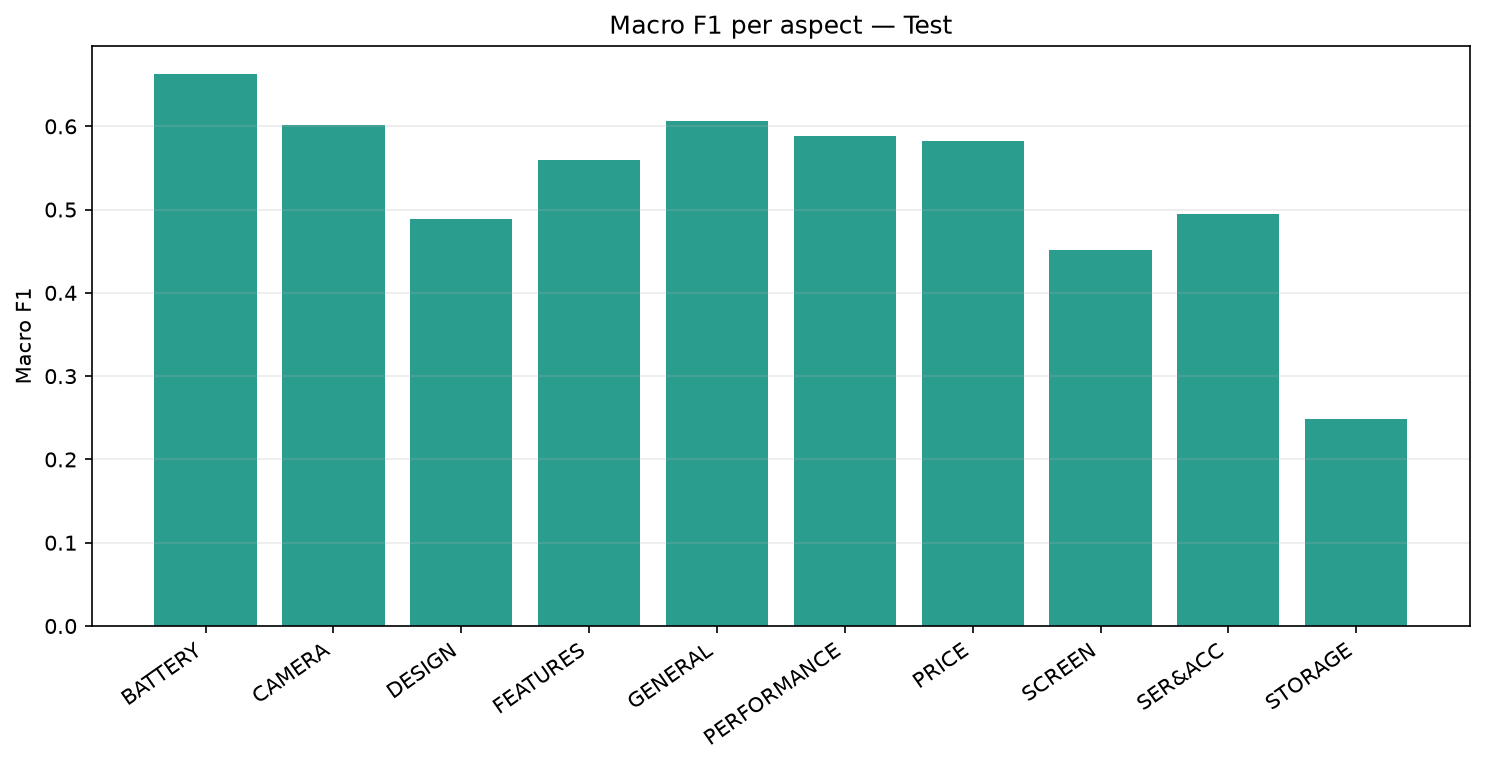 Macro F1 per aspect — Test
Macro F1
0.6
0.5
0.4
0.3
0.2
0.1
0.0
BATTERY
CAMERA
DESIGN
FEATURES
GENERAL
PERFORMANCE
PRICE
SCREEN
SER&ACC
STORAGE